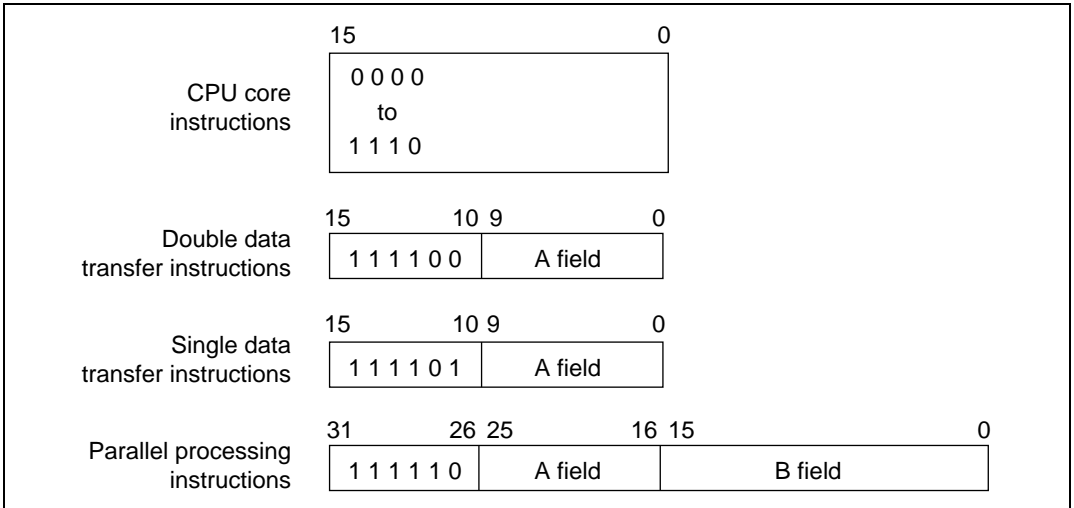 15 0
CPU core
instructions
0 0 0 0
to
1 1 1 0
15 10 9 0
Double data
transfer instructions
1 1 1 1 0 0 A field
15 10 9 0
Single data
transfer instructions
1 1 1 1 0 1 A field
31 26 25 16 15 0
Parallel processing
instructions
1 1 1 1 1 0 A field B field